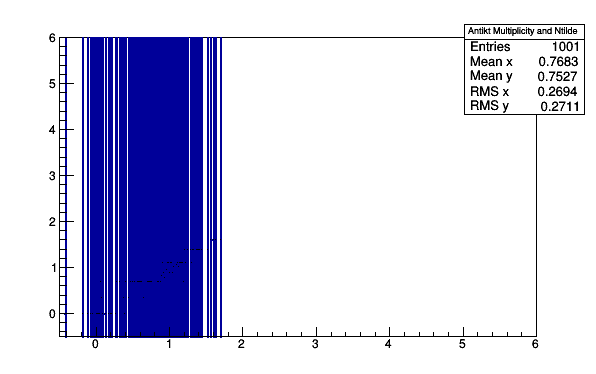 Antikt Multiplicity and Ntilde
Entries 1001
Mean x 0.7683
Mean y 0.7527
RMS x 0.2694
RMS y 0.2711
6
5
4
3
2
1
0
0 1 2 3 4 5 6